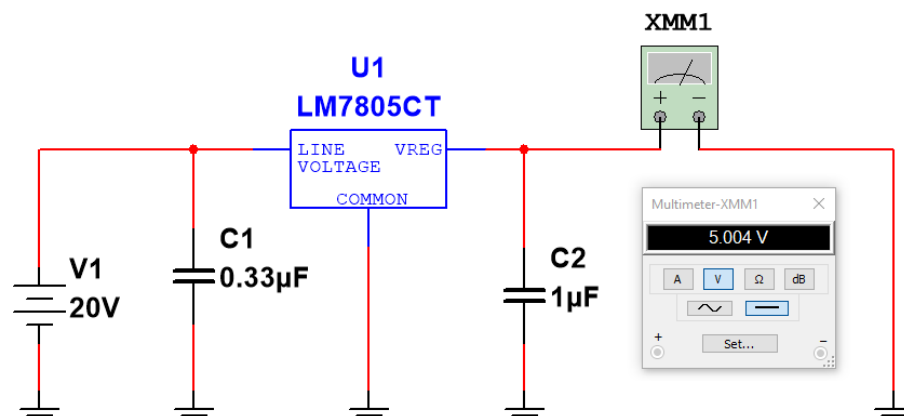 XMM1
U1
LM7805CT
+ −
LINE VREG
VOLTAGE
COMMON
Multimeter-XMM1
5.004 V
A V Ω dB
+ −
Set...
C1
0.33µF
C2
1µF
V1
20V